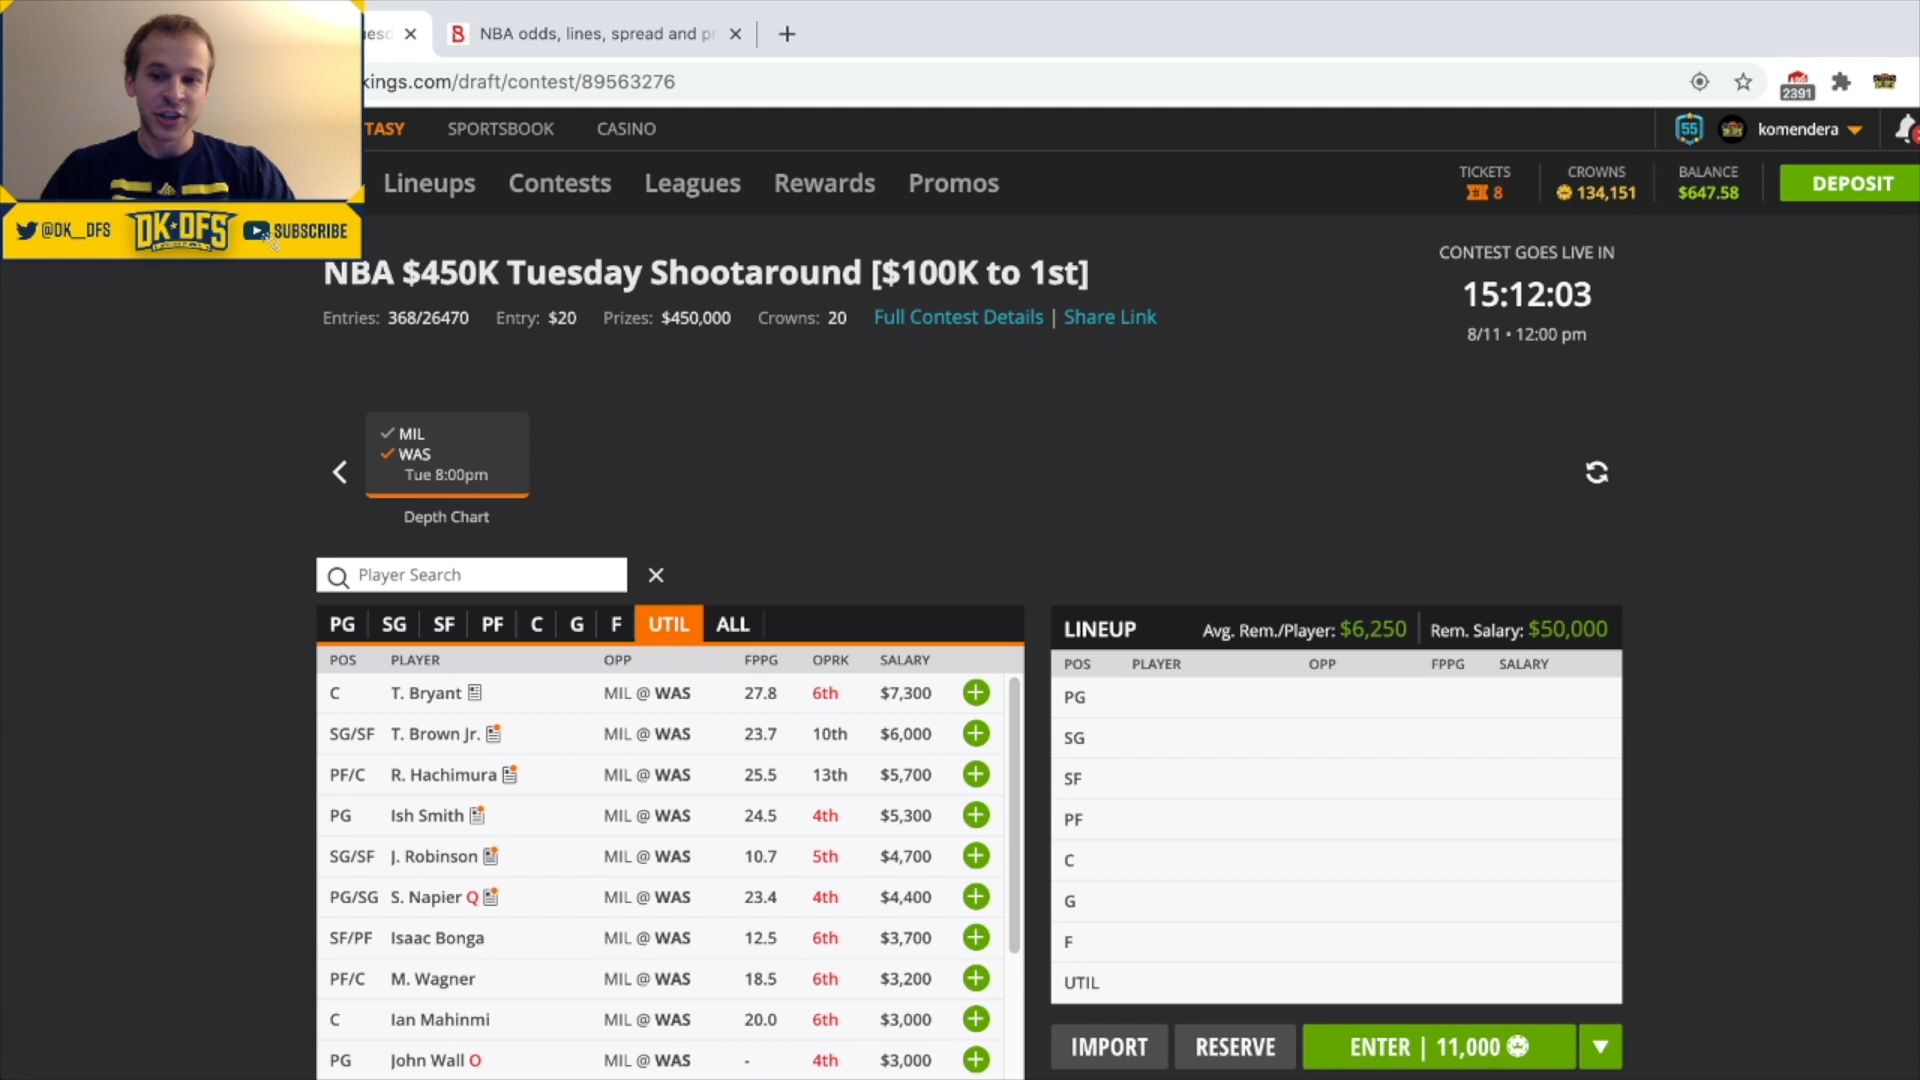 NBA odds, lines, spread and pr
kings.com/draft/contest/89563276
2391
TASY SPORTSBOOK CASINO
55 komendera
Lineups Contests Leagues Rewards Promos
TICKETS 8
CROWNS 134,151
BALANCE $647.58
DEPOSIT
@DK__DFS DK★DFS SUBSCRIBE
NBA $450K Tuesday Shootaround [$100K to 1st]
Entries: 368/26470 Entry: $20 Prizes: $450,000 Crowns: 20 Full Contest Details | Share Link
CONTEST GOES LIVE IN
15:12:03
8/11 • 12:00 pm
MIL
WAS
Tue 8:00pm
Depth Chart
Player Search
PG SG SF PF C G F UTIL ALL
POS PLAYER OPP FPPG OPRK SALARY
C T. Bryant MIL @ WAS 27.8 6th $7,300
SG/SF T. Brown Jr. MIL @ WAS 23.7 10th $6,000
PF/C R. Hachimura MIL @ WAS 25.5 13th $5,700
PG Ish Smith MIL @ WAS 24.5 4th $5,300
SG/SF J. Robinson MIL @ WAS 10.7 5th $4,700
PG/SG S. Napier Q MIL @ WAS 23.4 4th $4,400
SF/PF Isaac Bonga MIL @ WAS 12.5 6th $3,700
PF/C M. Wagner MIL @ WAS 18.5 6th $3,200
C Ian Mahinmi MIL @ WAS 20.0 6th $3,000
PG John Wall O MIL @ WAS - 4th $3,000
LINEUP Avg. Rem./Player: $6,250 Rem. Salary: $50,000
POS PLAYER OPP FPPG SALARY
PG
SG
SF
PF
C
G
F
UTIL
IMPORT RESERVE ENTER | 11,000